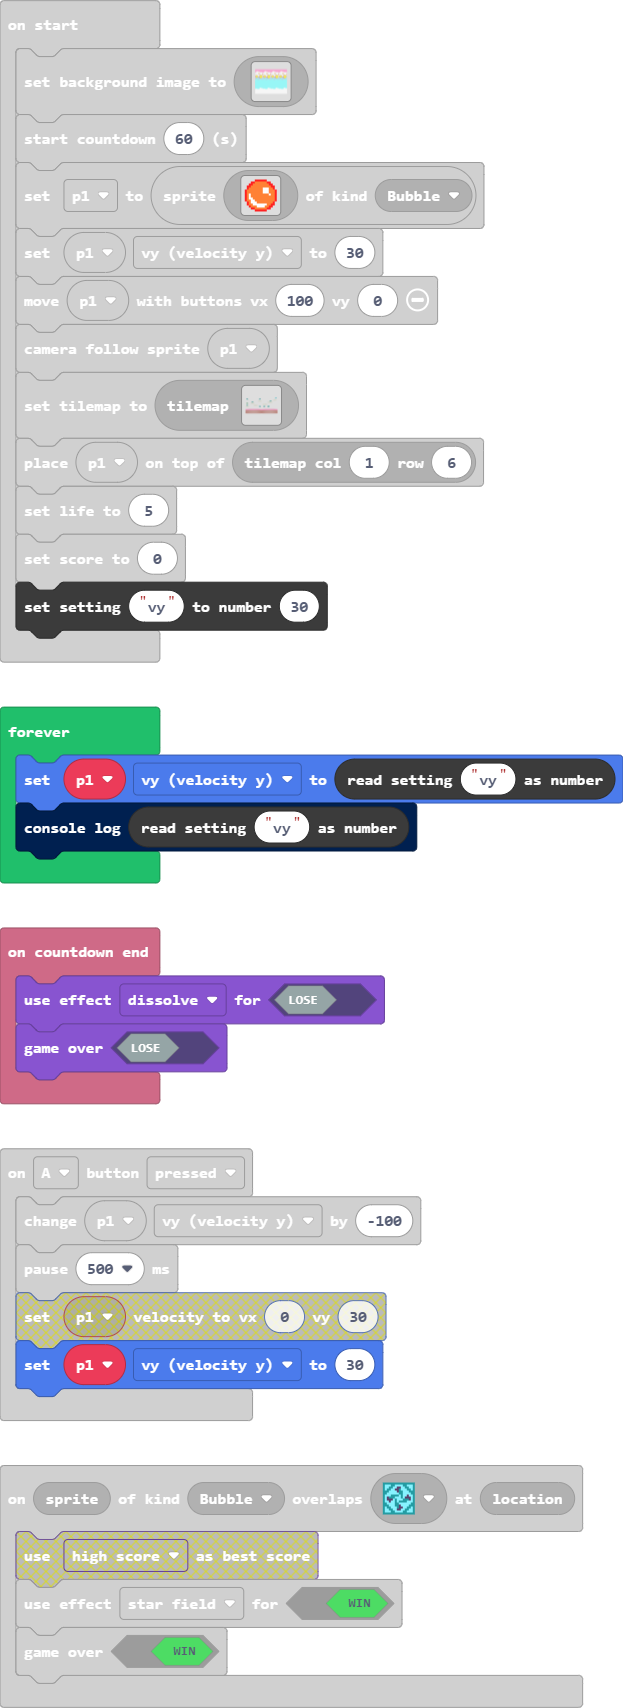 on start
set background image to
start countdown 60 (s)
set p1 to sprite of kind Bubble
set p1 vy (velocity y) to 30
move p1 with buttons vx 100 vy 0
camera follow sprite p1
set tilemap to tilemap
place p1 on top of tilemap col 1 row 6
set life to 5
set score to 0
set setting "vy" to number 30
forever
set p1 vy (velocity y) to read setting "vy" as number
console log read setting "vy" as number
on countdown end
use effect dissolve for LOSE
game over LOSE
on A button pressed
change p1 vy (velocity y) by -100
pause 500 ms
set p1 velocity to vx 0 vy 30
set p1 vy (velocity y) to 30
on sprite of kind Bubble overlaps at location
use high score as best score
use effect star field for WIN
game over WIN